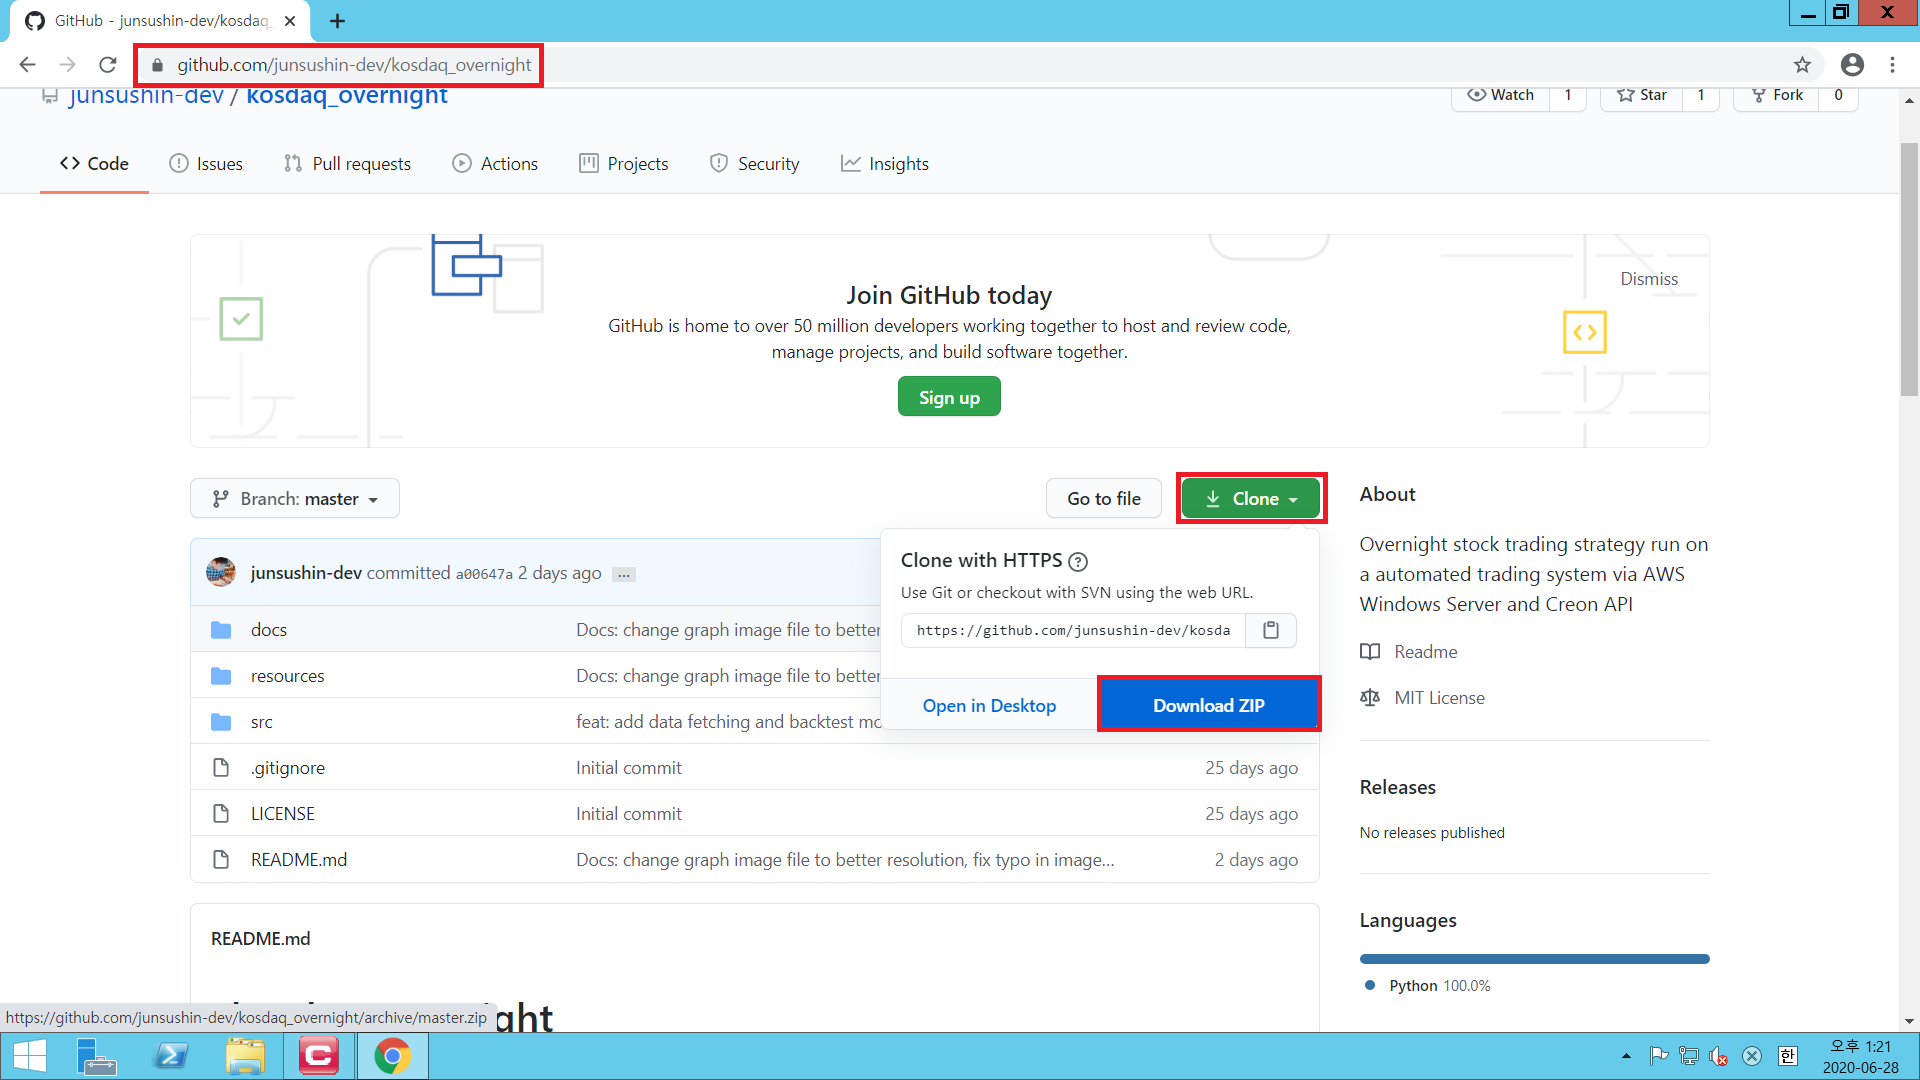 GitHub - junsushin-dev/kosdaq_
github.com/junsushin-dev/kosdaq_overnight
junsushin-dev / kosdaq_overnight
Watch 1 Star 1 Fork 0
Code Issues Pull requests Actions Projects Security Insights
Dismiss
Join GitHub today
GitHub is home to over 50 million developers working together to host and review code,
manage projects, and build software together.
Sign up
Branch: master
Go to file
Clone
junsushin-dev committed a00647a 2 days ago ...
Clone with HTTPS
Use Git or checkout with SVN using the web URL.
https://github.com/junsushin-dev/kosda
Open in Desktop
Download ZIP
docs Docs: change graph image file to better
resources Docs: change graph image file to better
src feat: add data fetching and backtest mo
.gitignore Initial commit 25 days ago
LICENSE Initial commit 25 days ago
README.md Docs: change graph image file to better resolution, fix typo in image… 2 days ago
README.md
About
Overnight stock trading strategy run on
a automated trading system via AWS
Windows Server and Creon API
Readme
MIT License
Releases
No releases published
Languages
Python 100.0%
https://github.com/junsushin-dev/kosdaq_overnight/archive/master.zip
ght
한
오후 1:21
2020-06-28